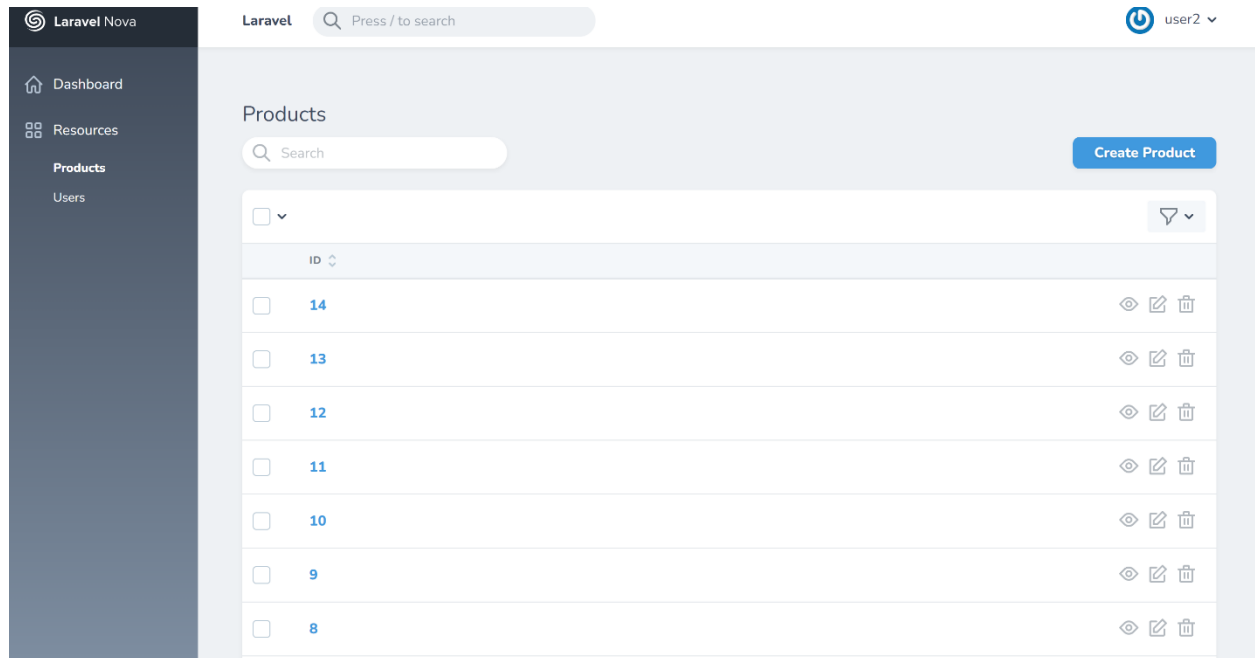 Laravel Nova
Laravel
Press / to search
user2
Dashboard
Resources
Products
Users
Products
Search
Create Product
ID
14
13
12
11
10
9
8